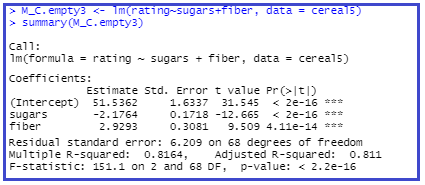 > M_C.empty3 <- lm(rating~sugars+fiber, data = cereal5)
> summary(M_C.empty3)
Call:
lm(formula = rating ~ sugars + fiber, data = cereal5)
Coefficients:
Estimate Std. Error t value Pr(>|t|)
(Intercept) 51.5362 1.6337 31.545 < 2e-16 ***
sugars -2.1764 0.1718 -12.665 < 2e-16 ***
fiber 2.9293 0.3081 9.509 4.11e-14 ***
Residual standard error: 6.209 on 68 degrees of freedom
Multiple R-squared: 0.8164, Adjusted R-squared: 0.811
F-statistic: 151.1 on 2 and 68 DF, p-value: < 2.2e-16